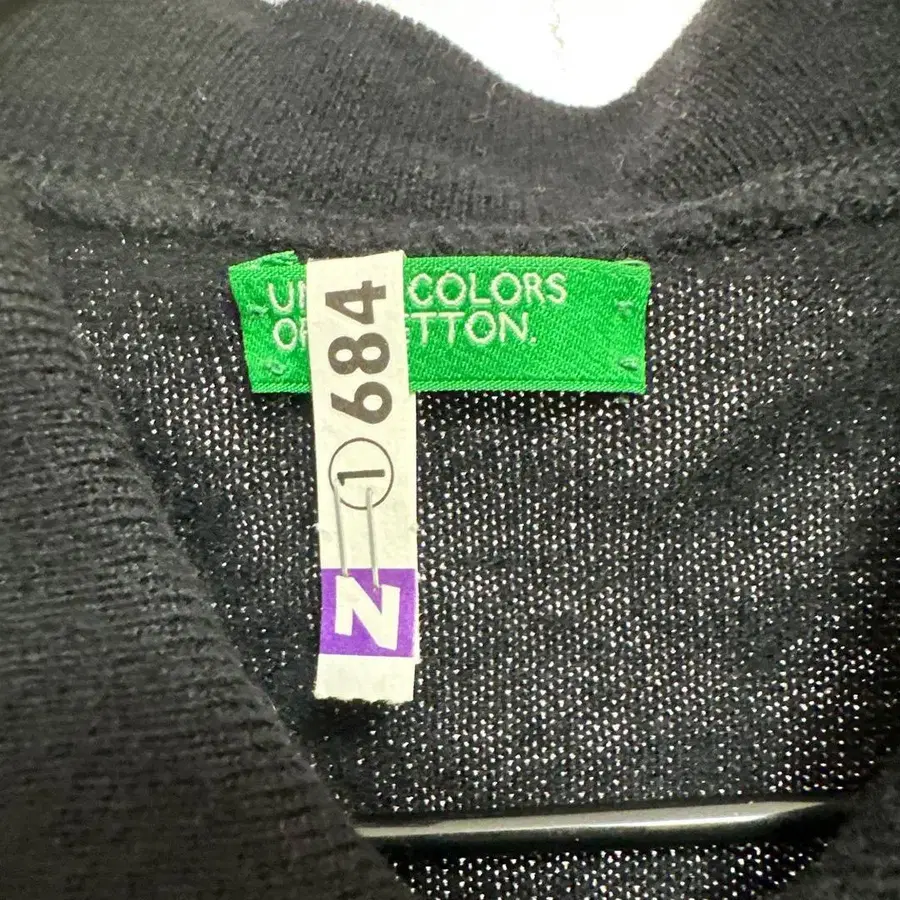 UN COLORS
OF ETTON.
N ① 684